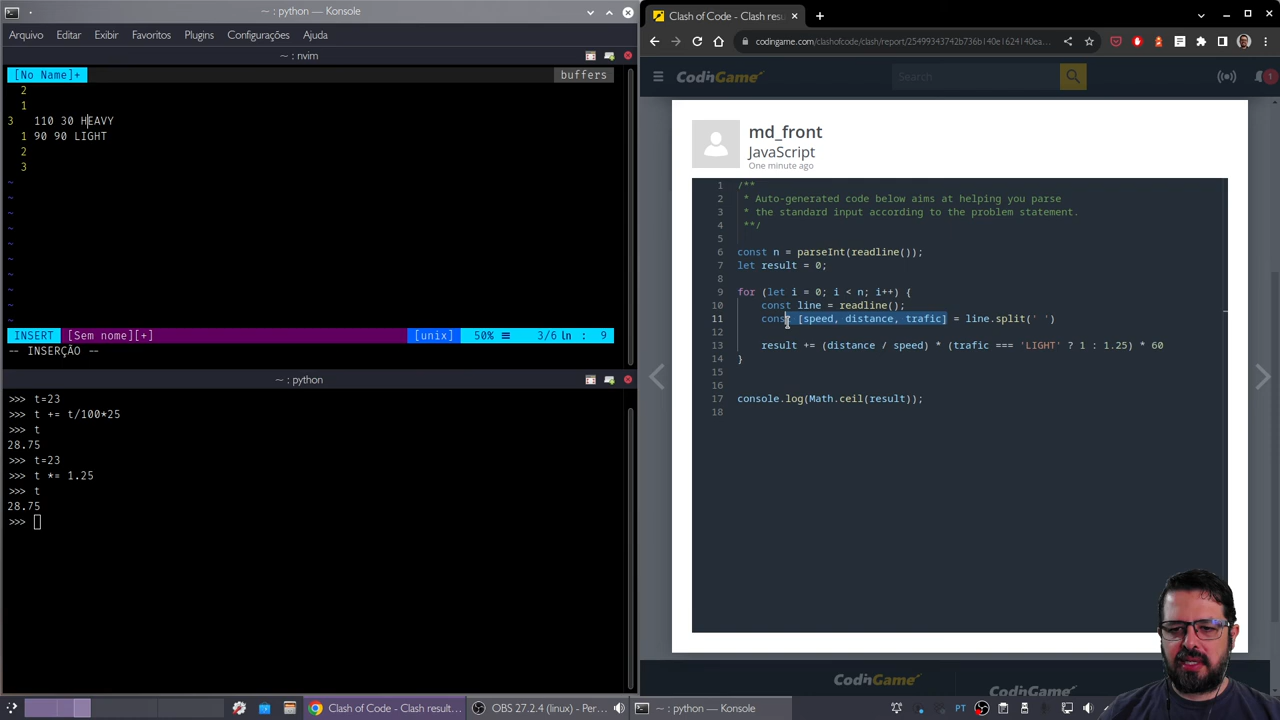 ~ : python — Konsole
Arquivo Editar Exibir Favoritos Plugins Configurações Ajuda
~ : nvim
[No Name]+ buffers
2
1
3 110 30 HEAVY
1 90 90 LIGHT
2
3
~
~
~
~
~
~
~
~
~
INSERT [Sem nome][+] [unix] 50% ≡ 3/6 ln : 9
-- INSERÇÃO --
~ : python
>>> t=23
>>> t += t/100*25
>>> t
28.75
>>> t=23
>>> t *= 1.25
>>> t
28.75
>>>
Clash of Code - Clash resu
codingame.com/clashofcode/clash/report/25499343742b736b140e1624140ea...
CodinGame Search 1
md_front
JavaScript
One minute ago
1 /**
2 * Auto-generated code below aims at helping you parse
3 * the standard input according to the problem statement.
4 **/
5
6 const n = parseInt(readline());
7 let result = 0;
8
9 for (let i = 0; i < n; i++) {
10 const line = readline();
11 const [speed, distance, trafic] = line.split(' ')
12
13 result += (distance / speed) * (trafic === 'LIGHT' ? 1 : 1.25) * 60
14 }
15
16
17 console.log(Math.ceil(result));
18
CodinGame
CodinGame
Clash of Code - Clash result... OBS 27.2.4 (linux) - Per... ~ : python — Konsole PT